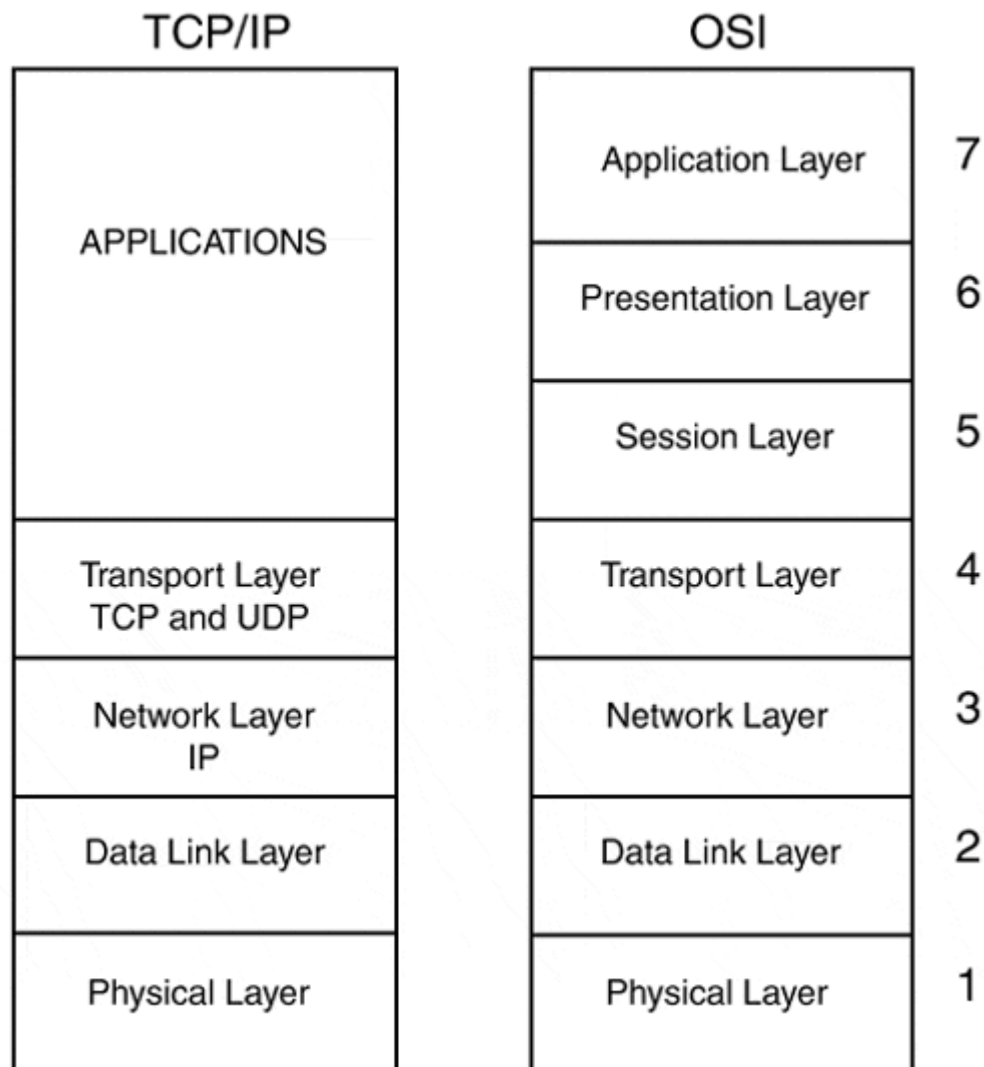 TCP/IP
APPLICATIONS
Transport Layer
TCP and UDP
Network Layer
IP
Data Link Layer
Physical Layer
OSI
Application Layer
7
Presentation Layer
6
Session Layer
5
Transport Layer
4
Network Layer
3
Data Link Layer
2
Physical Layer
1